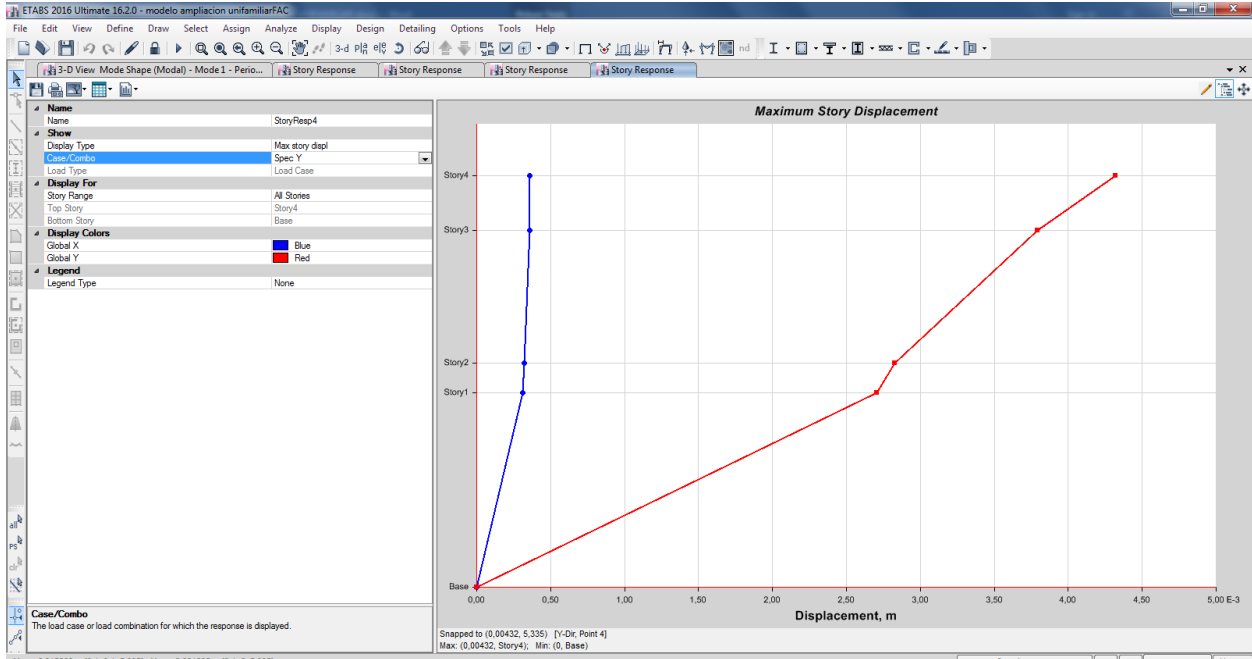 ETABS 2016 Ultimate 16.2.0 - modelo ampliacion unifamiliarFAC
File Edit View Define Draw Select Assign Analyze Display Design Detailing Options Tools Help
3-d nd
3-D View Mode Shape (Modal) - Mode 1 - Perio... Story Response Story Response Story Response Story Response
Name
Name StoryResp4
Show
Display Type Max story displ
Case/Combo Spec Y
Load Type Load Case
Display For
Story Range All Stories
Top Story Story4
Bottom Story Base
Display Colors
Global X Blue
Global Y Red
Legend
Legend Type None
all
PS
clr
Case/Combo
The load case or load combination for which the response is displayed.
Maximum Story Displacement
Story4
Story3
Story2
Story1
Base
0,00 0,50 1,00 1,50 2,00 2,50 3,00 3,50 4,00 4,50 5,00 E-3
Displacement, m
Snapped to (0,00432, 5,335) [Y-Dir, Point 4]
Max: (0,00432, Story4); Min: (0, Base)